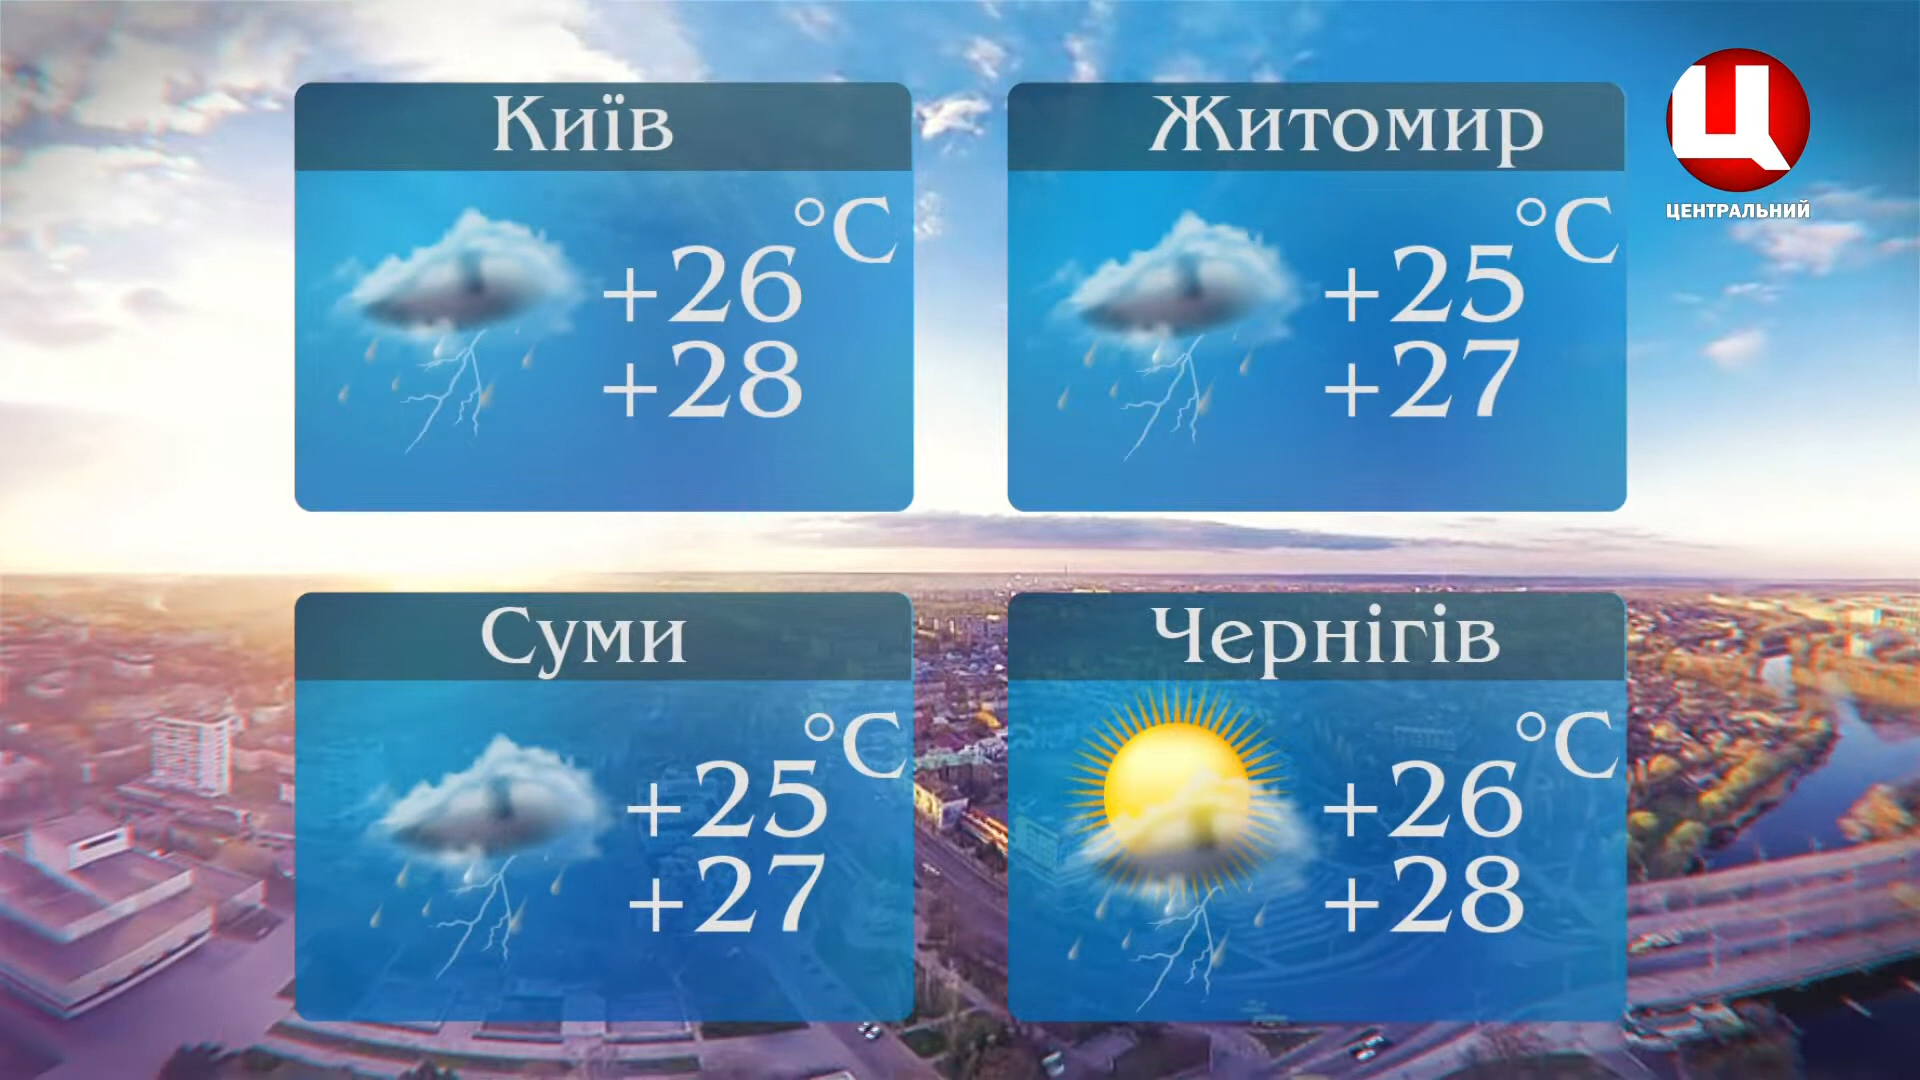 Київ
°C
+26
+28
Житомир
°C
+25
+27
ЦЕНТРАЛЬНИЙ
Суми
°C
+25
+27
Чернігів
°C
+26
+28